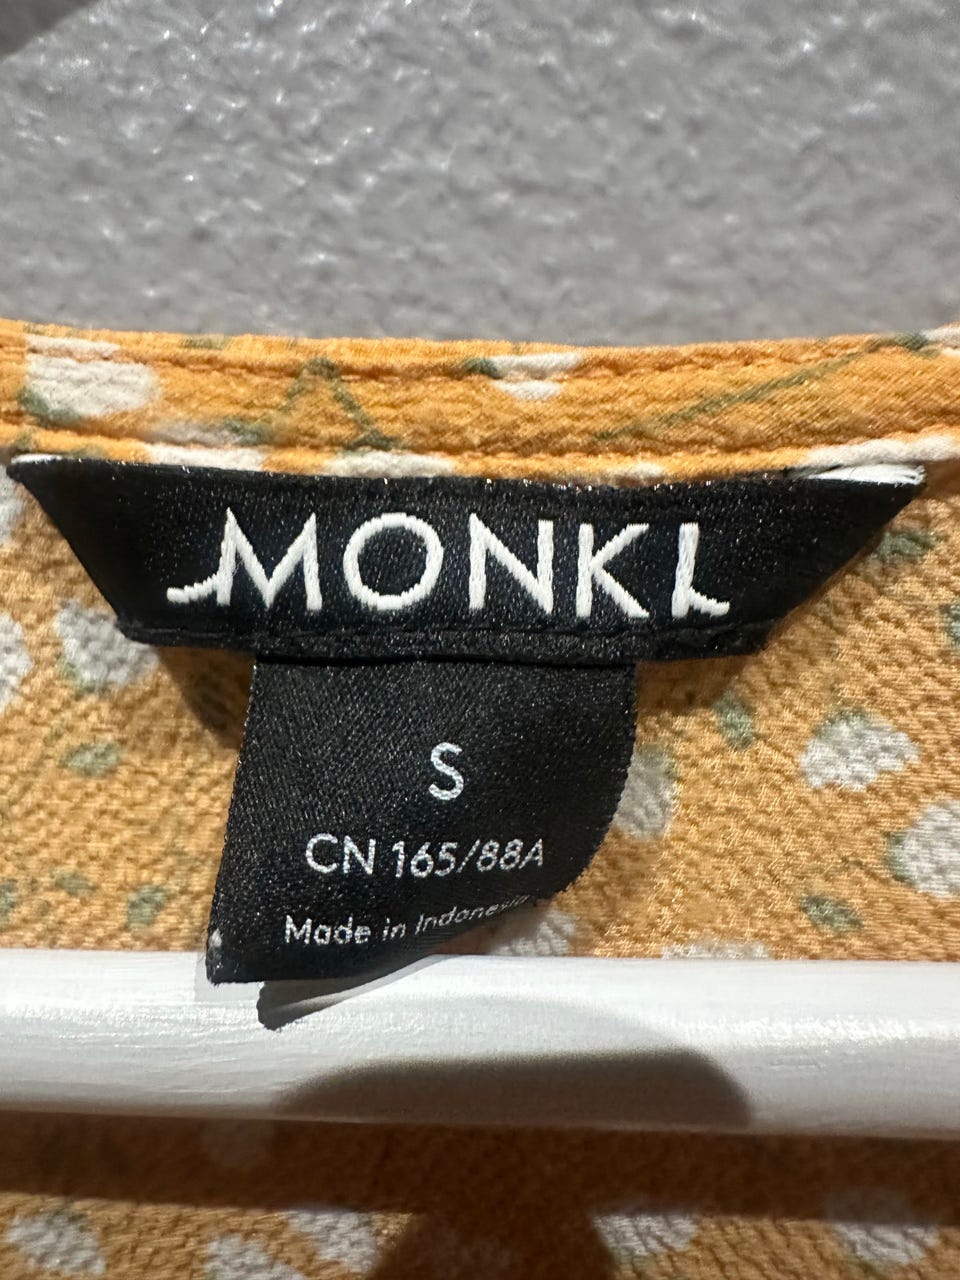 MONKI
S
CN 165/88A
Made in Indonesia